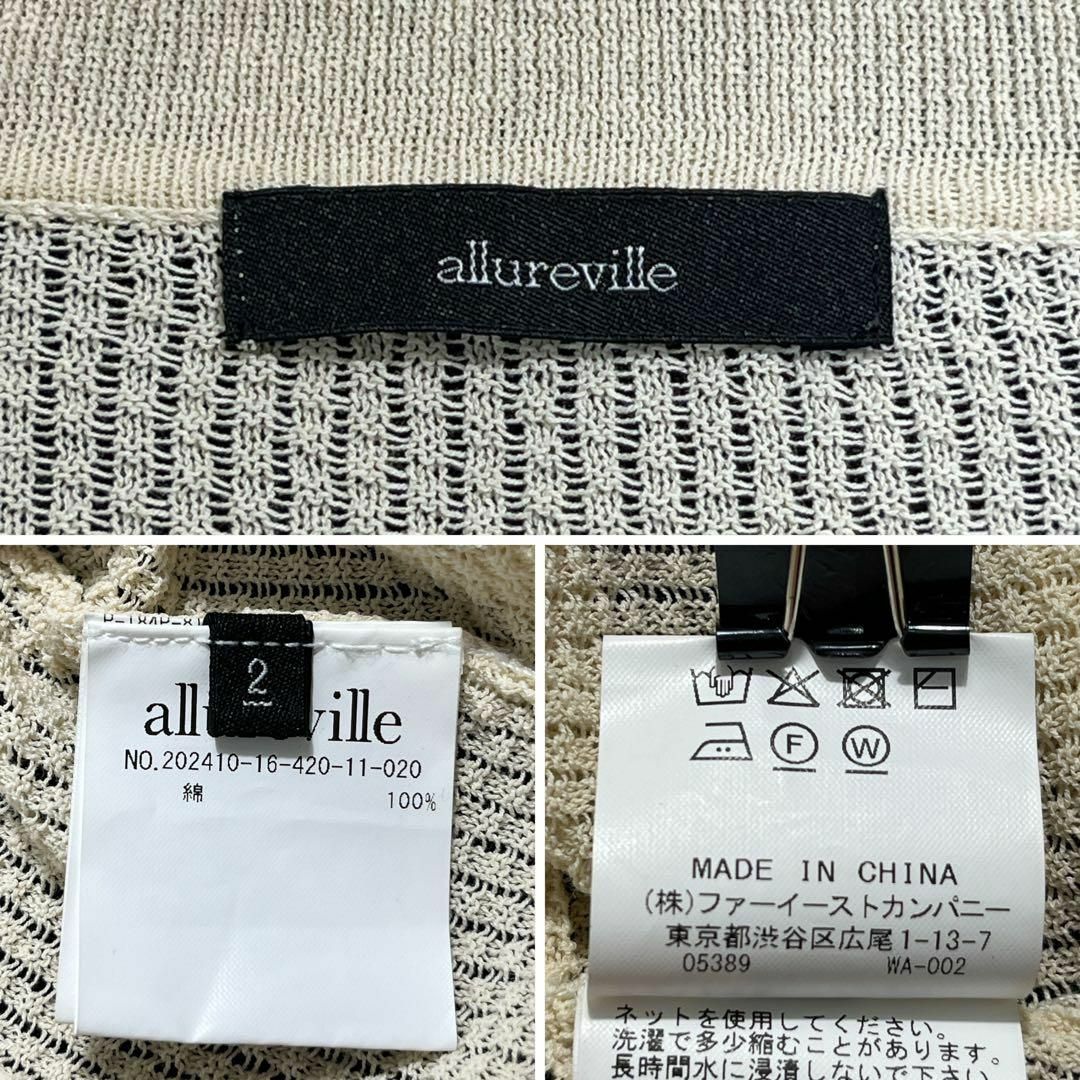 allureville
2
NO.202410-16-420-11-020
綿 100%
F W
MADE IN CHINA
(株)ファーイーストカンパニー
東京都渋谷区広尾1-13-7
05389 WA-002
ネットを使用してください。
洗濯で多少縮むことがあります。
長時間水に浸漬しないで下さい